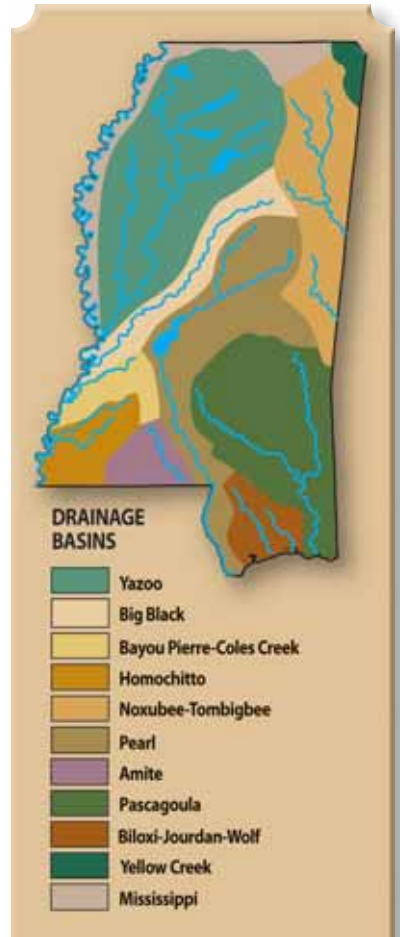 DRAINAGE
BASINS
Yazoo
Big Black
Bayou Pierre-Coles Creek
Homochitto
Noxubee-Tombigbee
Pearl
Amite
Pascagoula
Biloxi-Jourdan-Wolf
Yellow Creek
Mississippi